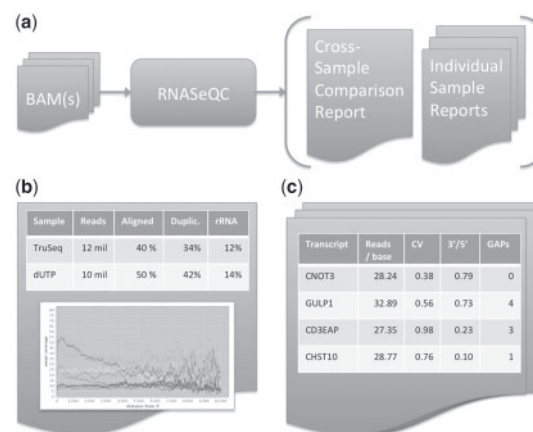 (a)
BAM(s)
RNASeQC
Cross-
Sample
Comparison
Report
Individual
Sample
Reports
(b)
Sample Reads Aligned Duplic. rRNA
TruSeq 12 mil 40 % 34% 12%
dUTP 10 mil 50 % 42% 14%
(c)
Transcript Reads / base CV 3'/5' GAPs
CNOT3 28.24 0.38 0.79 0
GULP1 32.89 0.56 0.73 4
CD3EAP 27.35 0.98 0.23 3
CHST10 28.77 0.76 0.10 1